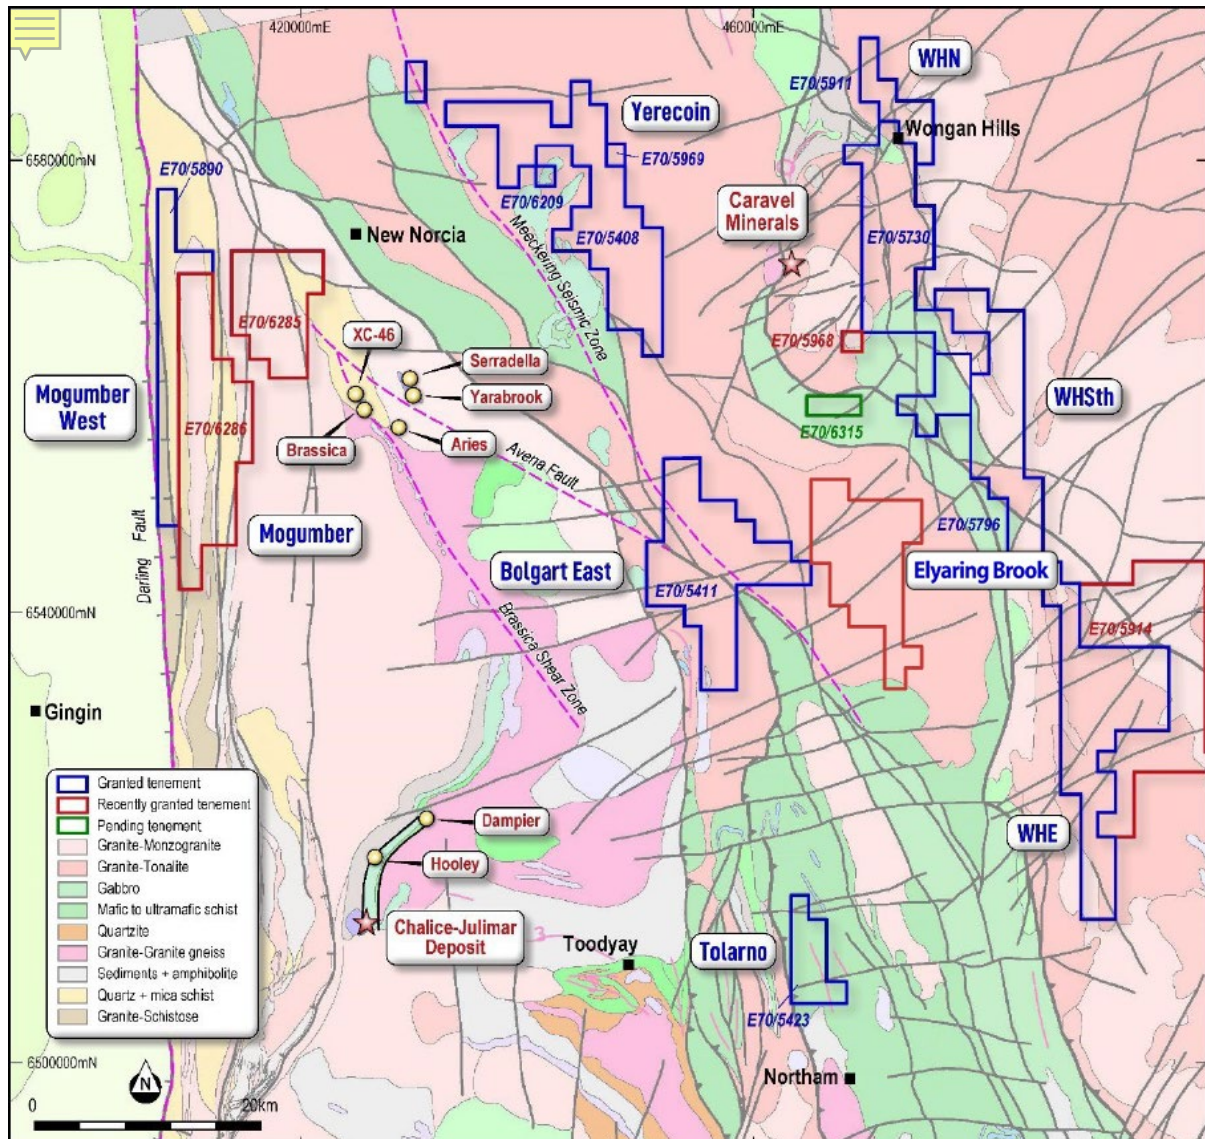 420000mE
460000mE
WHN
E70/5911
Yerecoin
Wongan Hills
6580000mN
E70/5890
E70/5969
E70/6209
Caravel
Minerals
New Norcia
E70/5408
E70/5730
Meeckering Seismic Zone
E70/6285
XC-46
Serradella
E70/5968
Mogumber
West
Yarabrook
WHSth
E70/6286
E70/6315
Brassica
Aries
Avena Fault
Darling Fault
Mogumber
E70/5796
Bolgart East
Elyaring Brook
E70/5411
6540000mN
Brassica Shear Zone
E70/5914
Gingin
Granted tenement
Recently granted tenement
Pending tenement
Granite-Monzogranite
Granite-Tonalite
Gabbro
Mafic to ultramafic schist
Quartzite
Granite-Granite gneiss
Sediments + amphibolite
Quartz + mica schist
Granite-Schistose
Dampier
WHE
Hooley
Chalice-Julimar
Deposit
Toodyay
Tolarno
E70/5423
6500000mN
N
Northam
0
20km